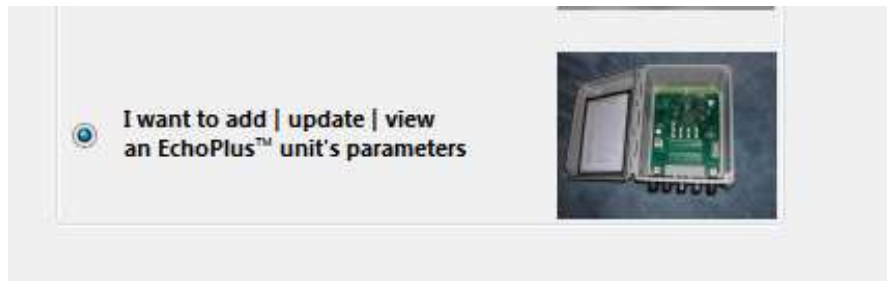 I want to add | update | view
an EchoPlus™ unit's parameters